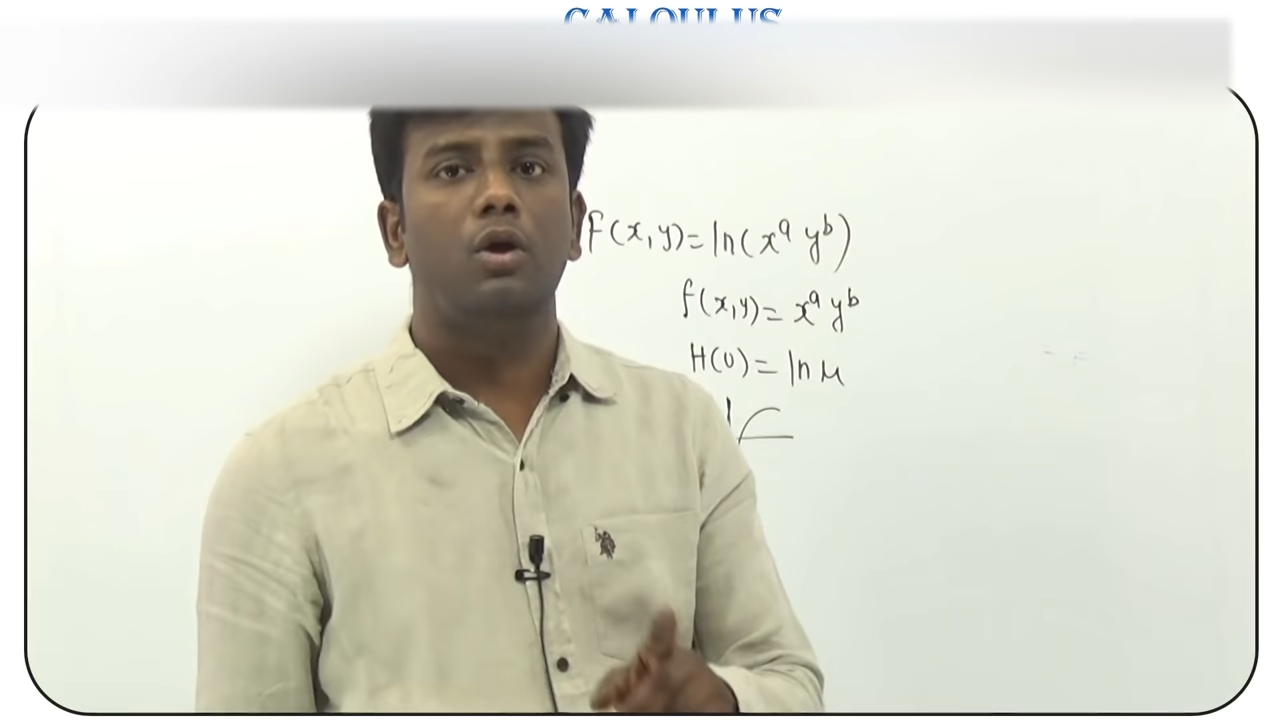 CALCULUS
F(x,y)=ln(x^a y^b)
f(x,y)= x^a y^b
H(U)= ln u